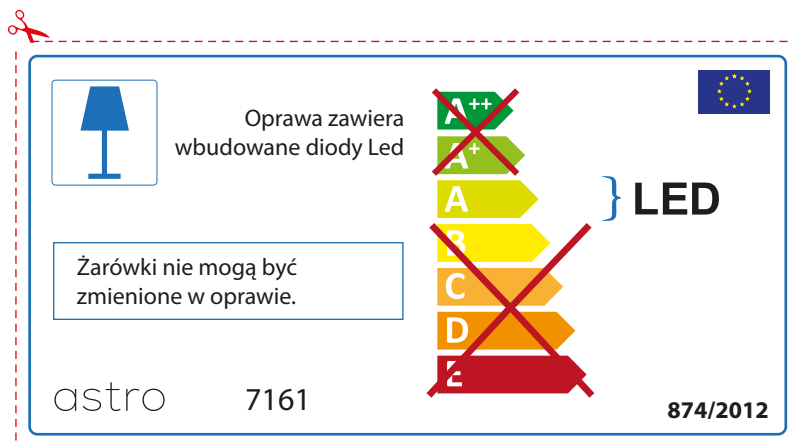 Oprawa zawiera
wbudowane diody Led
A++
A+
A
LED
B
Żarówki nie mogą być
zmienione w oprawie.
C
D
E
astro 7161
874/2012